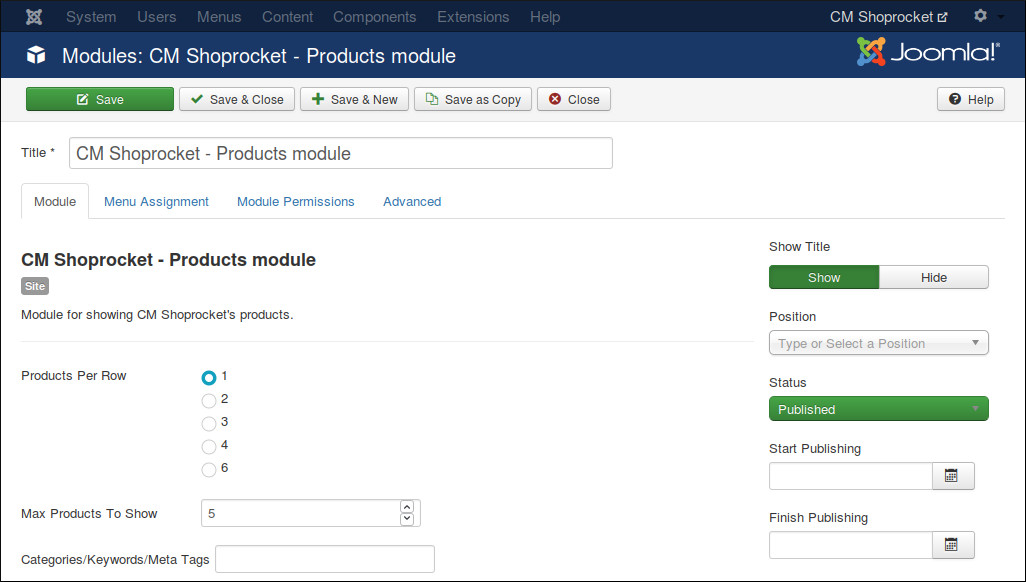 System Users Menus Content Components Extensions Help CM Shoprocket
Modules: CM Shoprocket - Products module Joomla!®
Save Save & Close Save & New Save as Copy Close Help
Title * CM Shoprocket - Products module
Module Menu Assignment Module Permissions Advanced
CM Shoprocket - Products module
Site
Module for showing CM Shoprocket's products.
Products Per Row
1
2
3
4
6
Max Products To Show 5
Categories/Keywords/Meta Tags
Show Title
Show Hide
Position
Type or Select a Position
Status
Published
Start Publishing
Finish Publishing